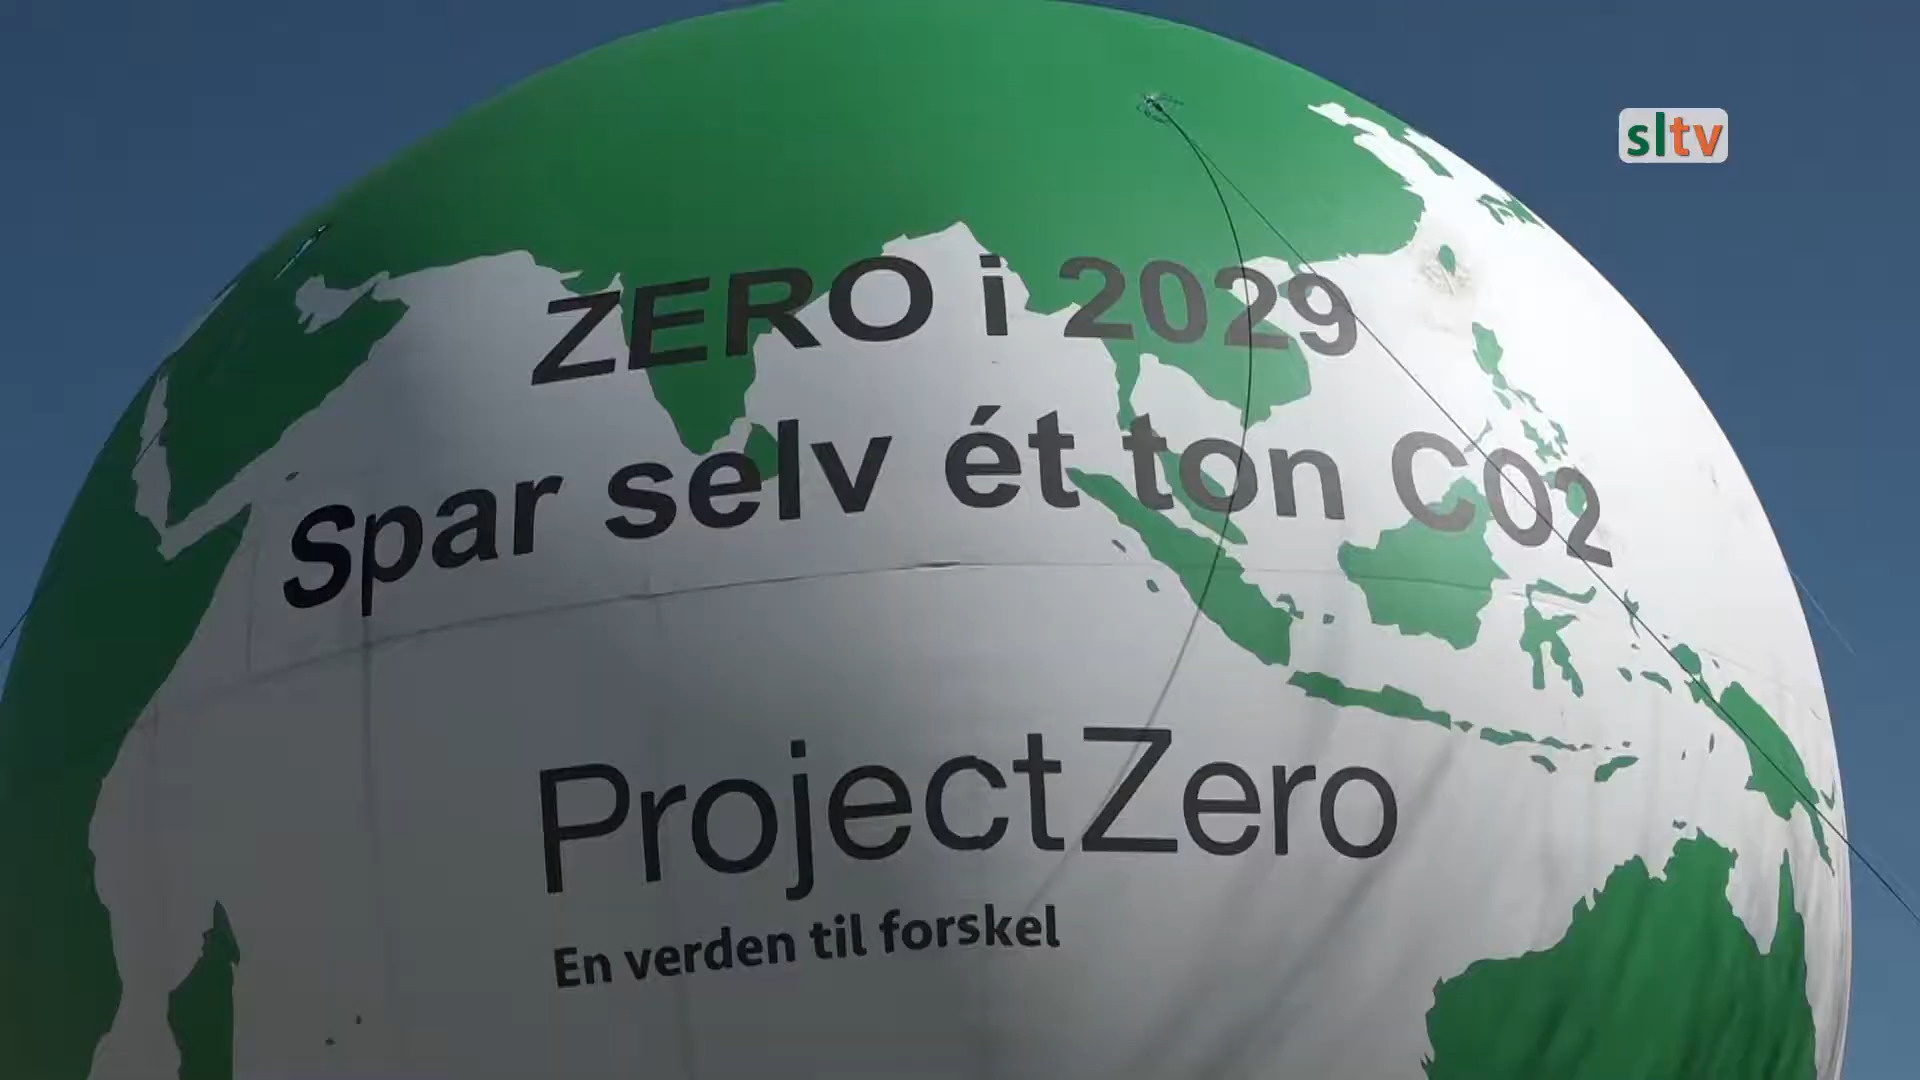 sltv
ZERO i 2029
Spar selv ét ton CO2
ProjectZero
En verden til forskel